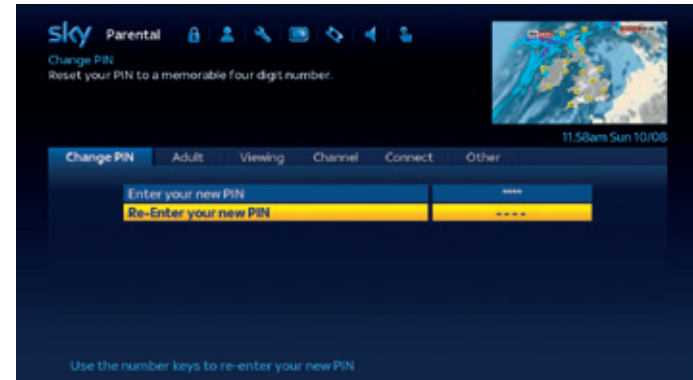 sky Parental
Change PIN
Reset your PIN to a memorable four digit number.
11.58am Sun 10/08
Change PIN Adult Viewing Channel Connect Other
Enter your new PIN ****
Re-Enter your new PIN - - - -
Use the number keys to re-enter your new PIN